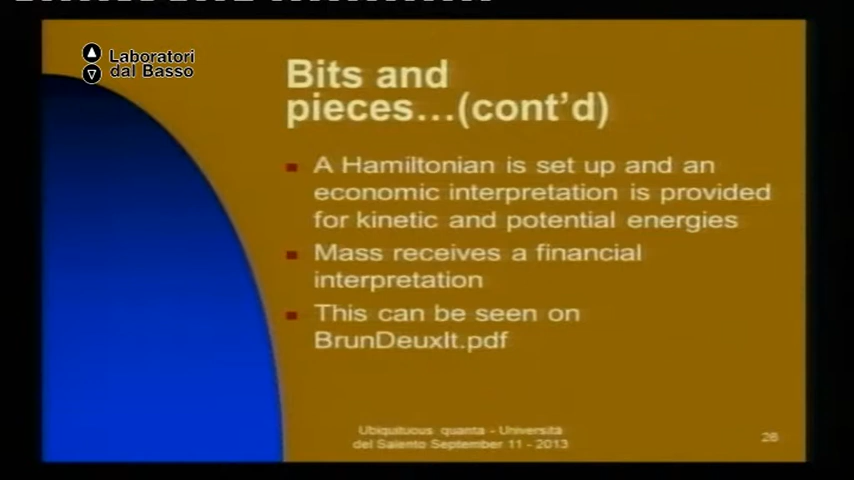 Laboratori
dal Basso
Bits and
pieces…(cont'd)
A Hamiltonian is set up and an
economic interpretation is provided
for kinetic and potential energies
Mass receives a financial
interpretation
This can be seen on
BrunDeuxIt.pdf
Ubiquituous quanta - Università
del Salento September 11 - 2013
26